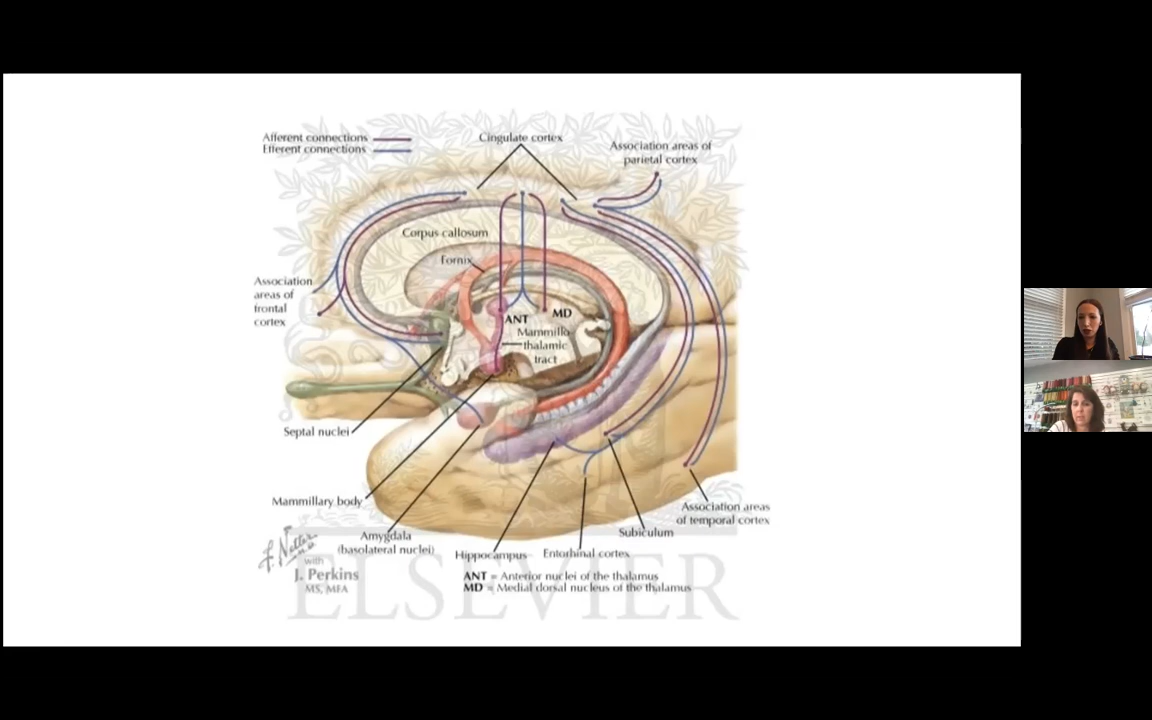 Afferent connections
Efferent connections
Cingulate cortex
Association areas of
parietal cortex
Corpus callosum
Fornix
Association
areas of
frontal
cortex
ANT
MD
Mammillo
thalamic
tract
Septal nuclei
Mammillary body
Amygdala
(basolateral nuclei)
Hippocampus
Entorhinal cortex
Subiculum
Association areas
of temporal cortex
F. Netter
M.D.
with
J. Perkins
MS, MFA
ANT = Anterior nuclei of the thalamus
MD = Medial dorsal nucleus of the thalamus
ELSEVIER